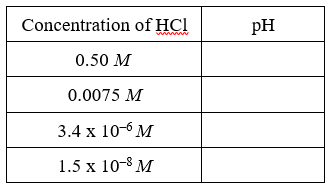 Concentration of HCl pH
0.50 M
0.0075 M
3.4 x 10⁻⁶ M
1.5 x 10⁻⁸ M